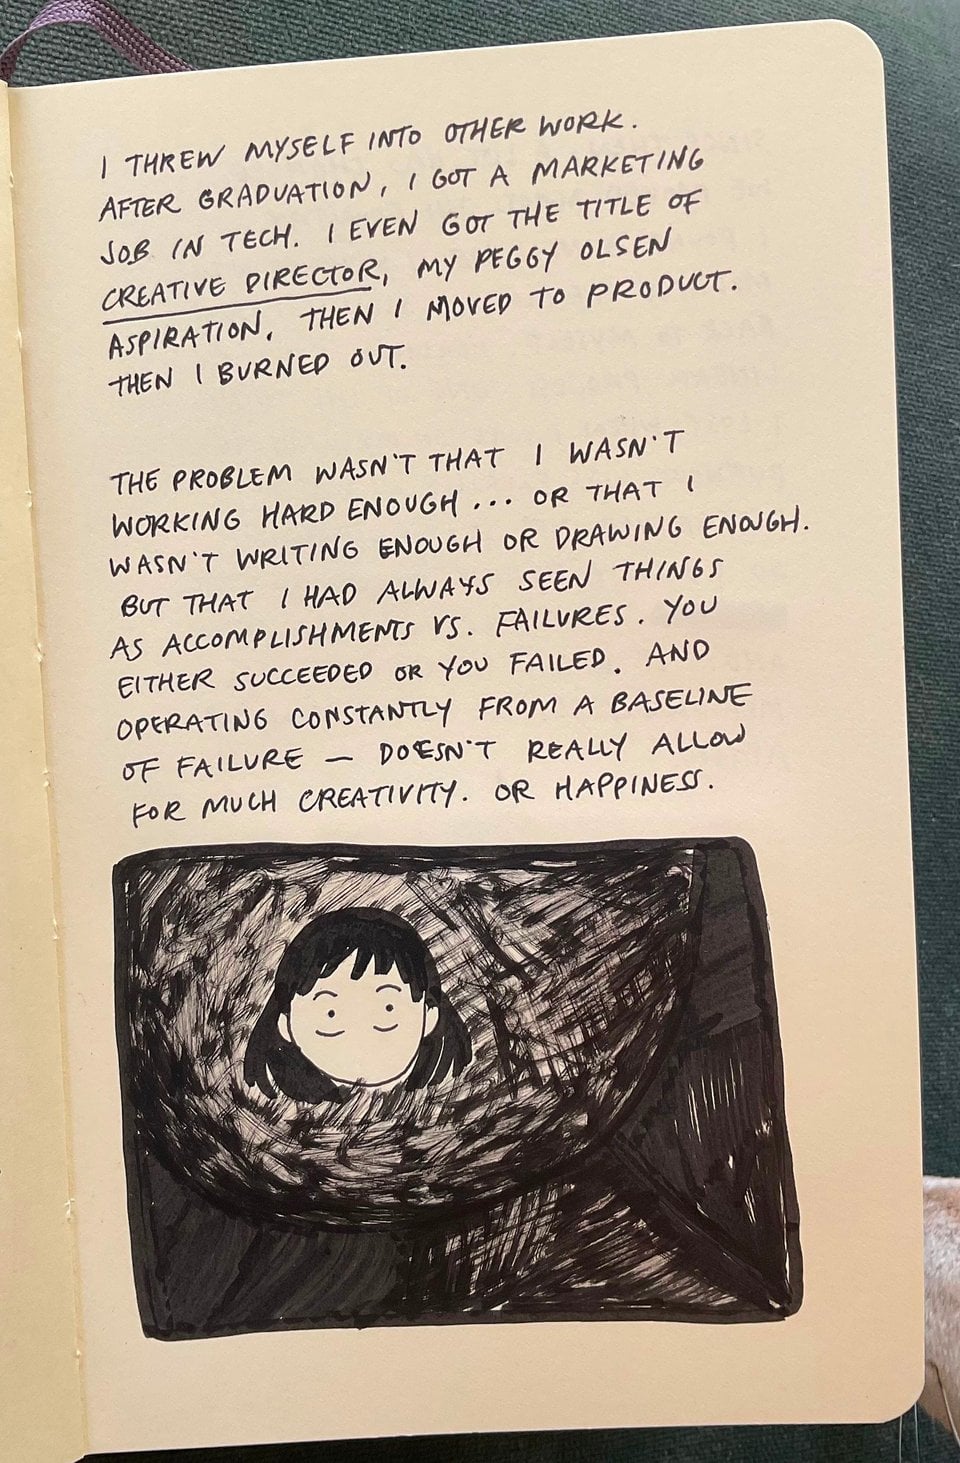 I THREW MYSELF INTO OTHER WORK.
AFTER GRADUATION, I GOT A MARKETING
JOB IN TECH. I EVEN GOT THE TITLE OF
CREATIVE DIRECTOR, MY PEGGY OLSEN
ASPIRATION. THEN I MOVED TO PRODUCT.
THEN I BURNED OUT.
THE PROBLEM WASN'T THAT I WASN'T
WORKING HARD ENOUGH... OR THAT I
WASN'T WRITING ENOUGH OR DRAWING ENOUGH.
BUT THAT I HAD ALWAYS SEEN THINGS
AS ACCOMPLISHMENTS VS. FAILURES. YOU
EITHER SUCCEEDED OR YOU FAILED. AND
OPERATING CONSTANTLY FROM A BASELINE
OF FAILURE — DOESN'T REALLY ALLOW
FOR MUCH CREATIVITY. OR HAPPINESS.